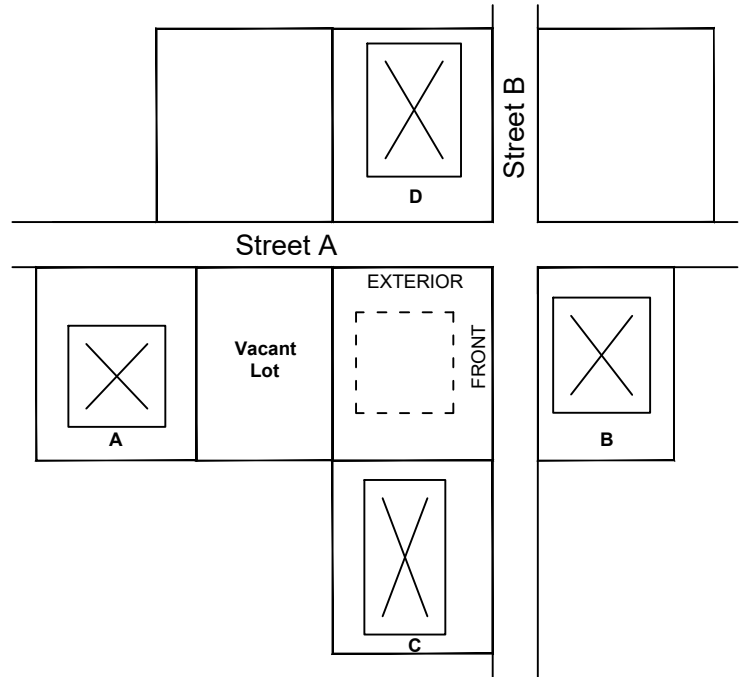 Street B
D
Street A
EXTERIOR
FRONT
Vacant
Lot
A
B
C